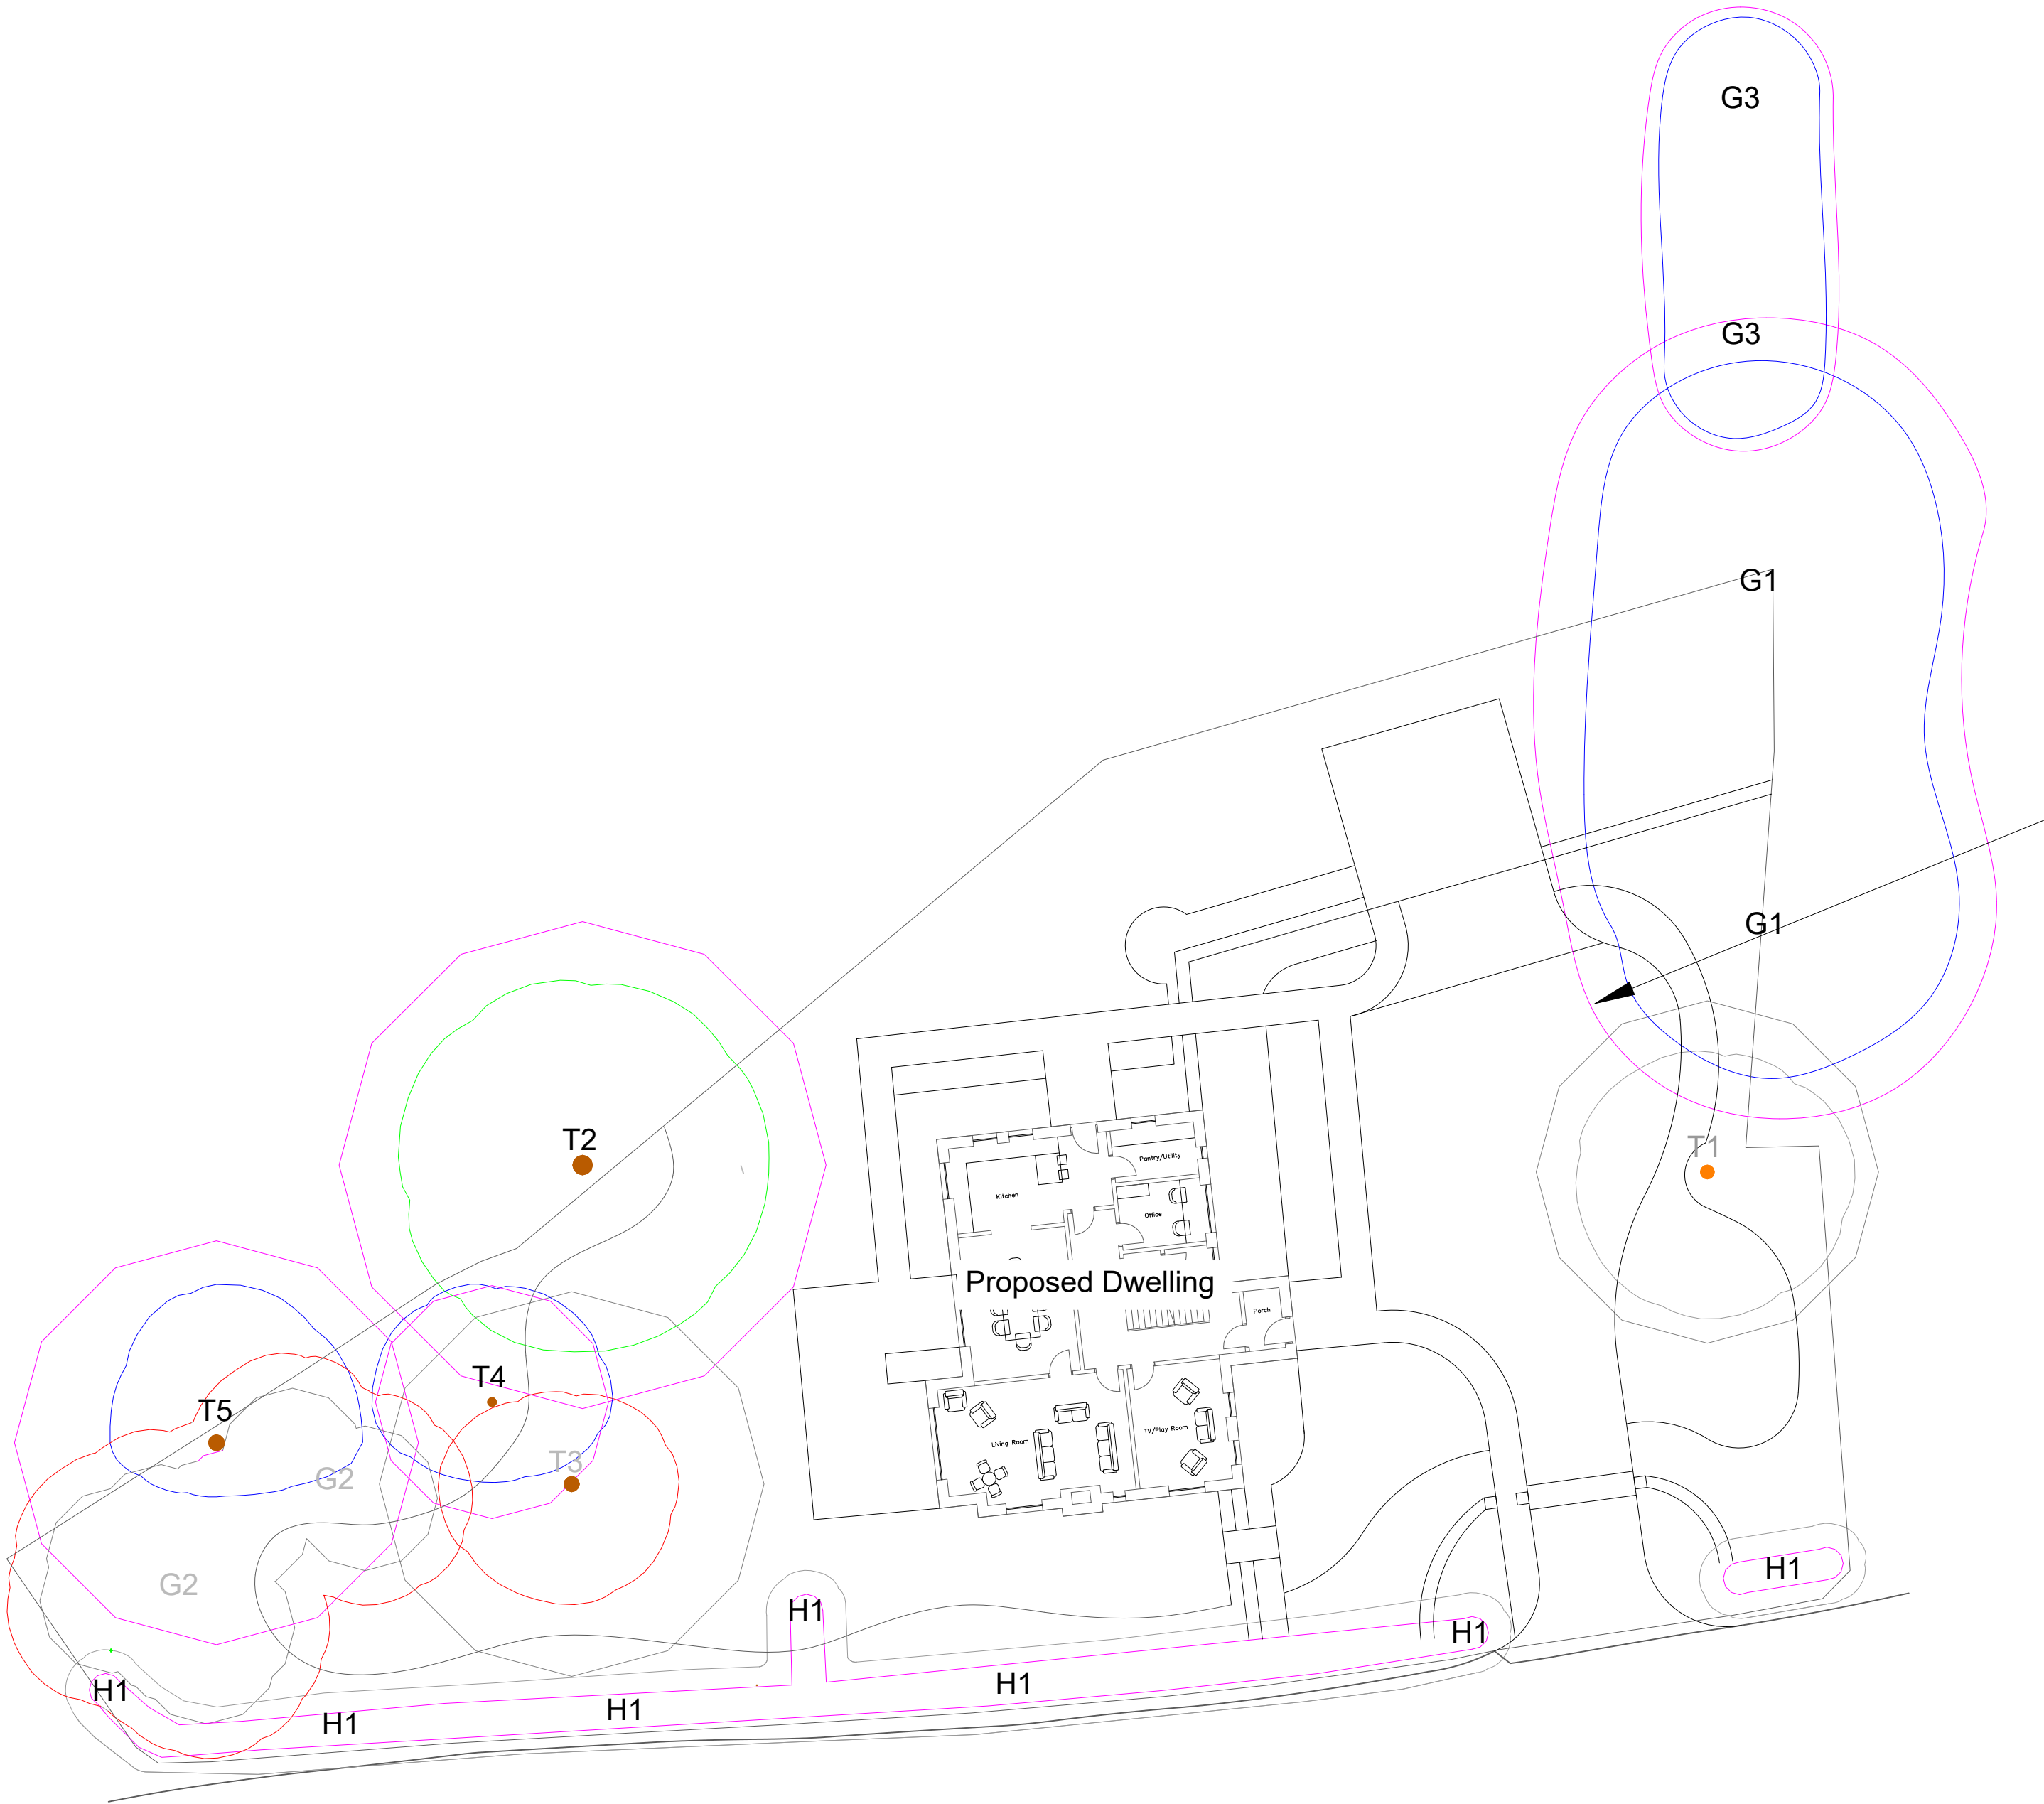 G3
G3
G1
G1
T2
T1
Pantry/Utility
Kitchen
Office
Proposed Dwelling
Porch
T4
T5
TV/Play Room
Living Room
T3
G2
G2
H1
H1
H1
H1
H1
H1
H1